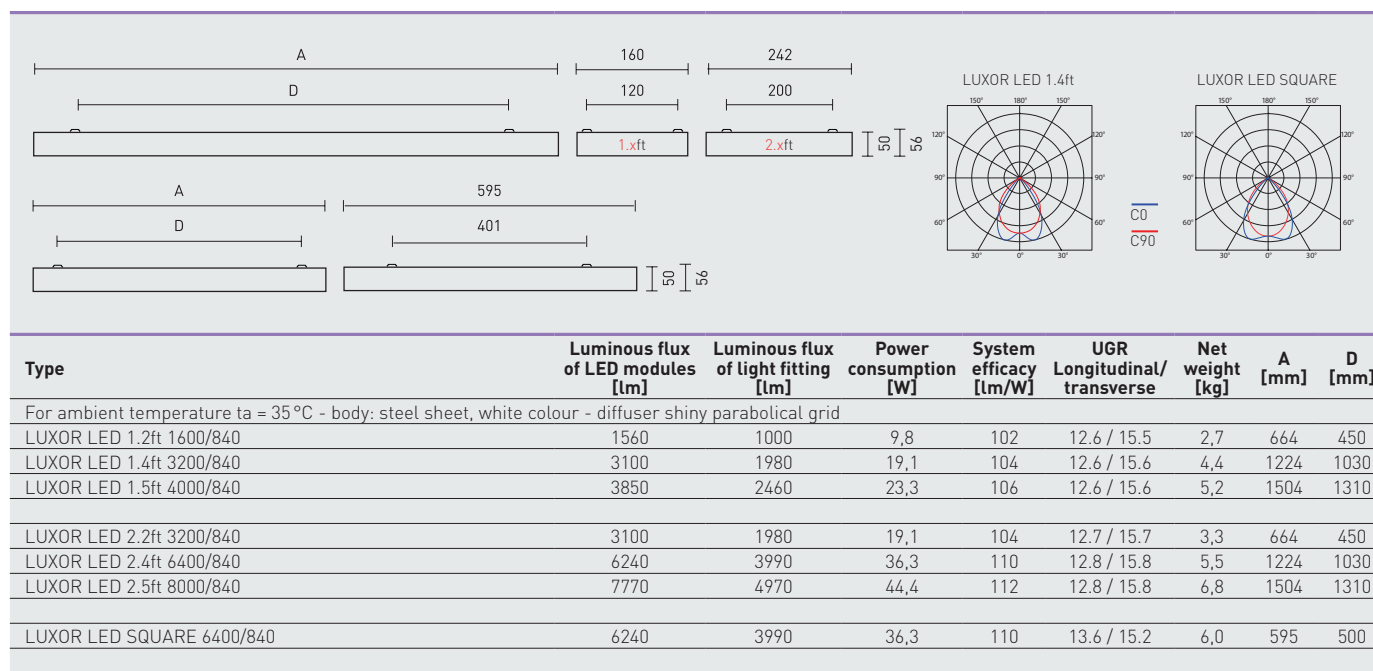 A
160
242
D
120
200
1.xft
2.xft
50
56
A
595
D
401
50
56
LUXOR LED 1.4ft
150° 180° 150°
120° 120°
90° 90°
60° 60°
30° 0° 30°
C0
C90
LUXOR LED SQUARE
150° 180° 150°
120° 120°
90° 90°
60° 60°
30° 0° 30°
Type Luminous flux of LED modules [lm] Luminous flux of light fitting [lm] Power consumption [W] System efficacy [lm/W] UGR Longitudinal/ transverse Net weight [kg] A [mm] D [mm]
For ambient temperature ta = 35°C - body: steel sheet, white colour - diffuser shiny parabolical grid
LUXOR LED 1.2ft 1600/840 1560 1000 9,8 102 12.6 / 15.5 2,7 664 450
LUXOR LED 1.4ft 3200/840 3100 1980 19,1 104 12.6 / 15.6 4,4 1224 1030
LUXOR LED 1.5ft 4000/840 3850 2460 23,3 106 12.6 / 15.6 5,2 1504 1310
LUXOR LED 2.2ft 3200/840 3100 1980 19,1 104 12.7 / 15.7 3,3 664 450
LUXOR LED 2.4ft 6400/840 6240 3990 36,3 110 12.8 / 15.8 5,5 1224 1030
LUXOR LED 2.5ft 8000/840 7770 4970 44,4 112 12.8 / 15.8 6,8 1504 1310
LUXOR LED SQUARE 6400/840 6240 3990 36,3 110 13.6 / 15.2 6,0 595 500